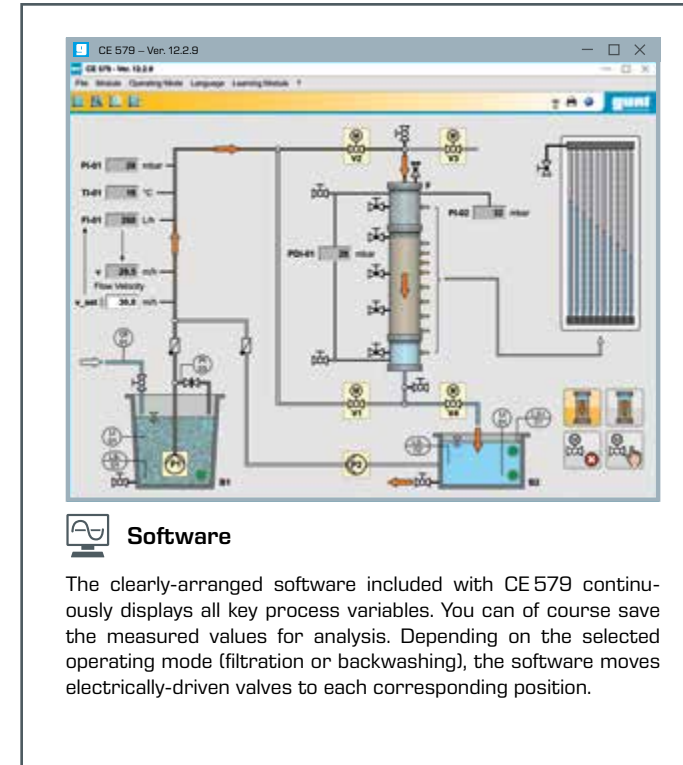 CE 579 – Ver. 12.2.9
CE 579 - Ver. 12.2.9
File Module Operating Mode Language Learning Module ?
gunt
V2
V3
PI-01 mbar
TI-01 °C
FI-01 L/h
v m/h
Flow Velocity
v_set m/h
F
PI-02 mbar
PDI-01 mbar
V1
V4
P1
B1
P2
B2
Software
The clearly-arranged software included with CE 579 continu-
ously displays all key process variables. You can of course save
the measured values for analysis. Depending on the selected
operating mode (filtration or backwashing), the software moves
electrically-driven valves to each corresponding position.